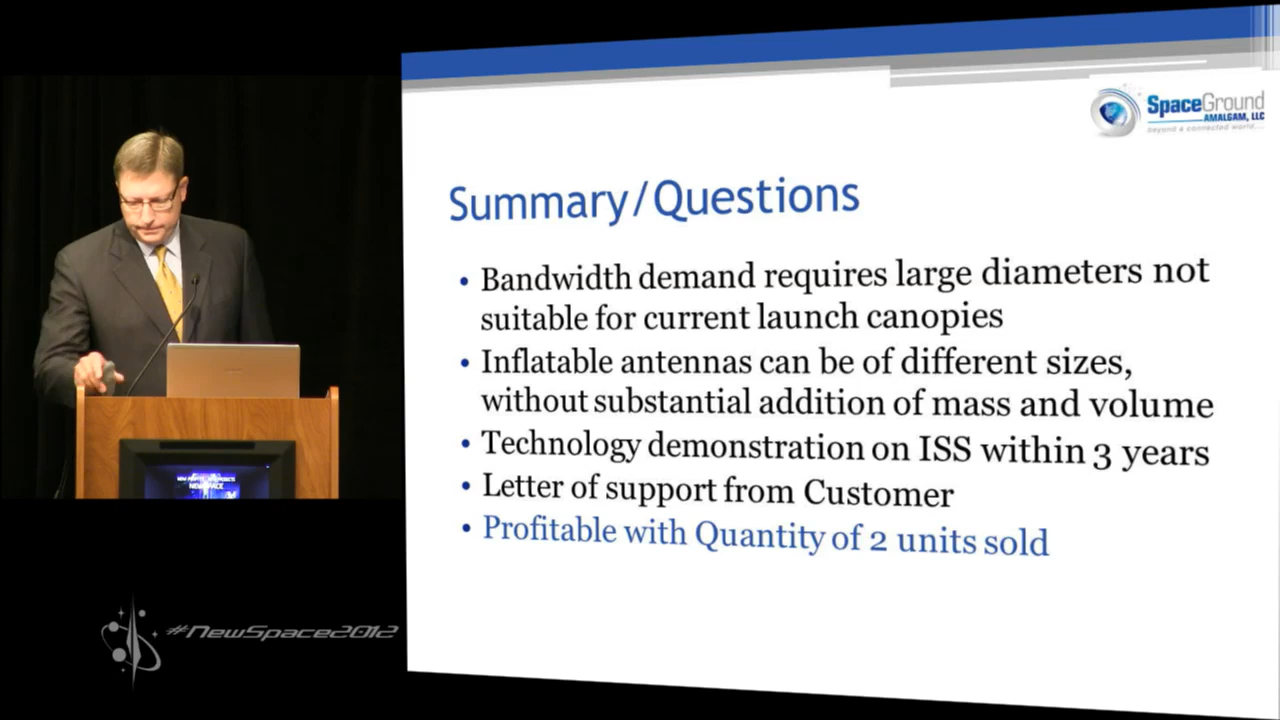 SpaceGround
AMALGAM, LLC
beyond a connected world....
Summary/Questions
• Bandwidth demand requires large diameters not
suitable for current launch canopies
• Inflatable antennas can be of different sizes,
without substantial addition of mass and volume
• Technology demonstration on ISS within 3 years
• Letter of support from Customer
• Profitable with Quantity of 2 units sold
NEWSPACE
#NewSpace2012